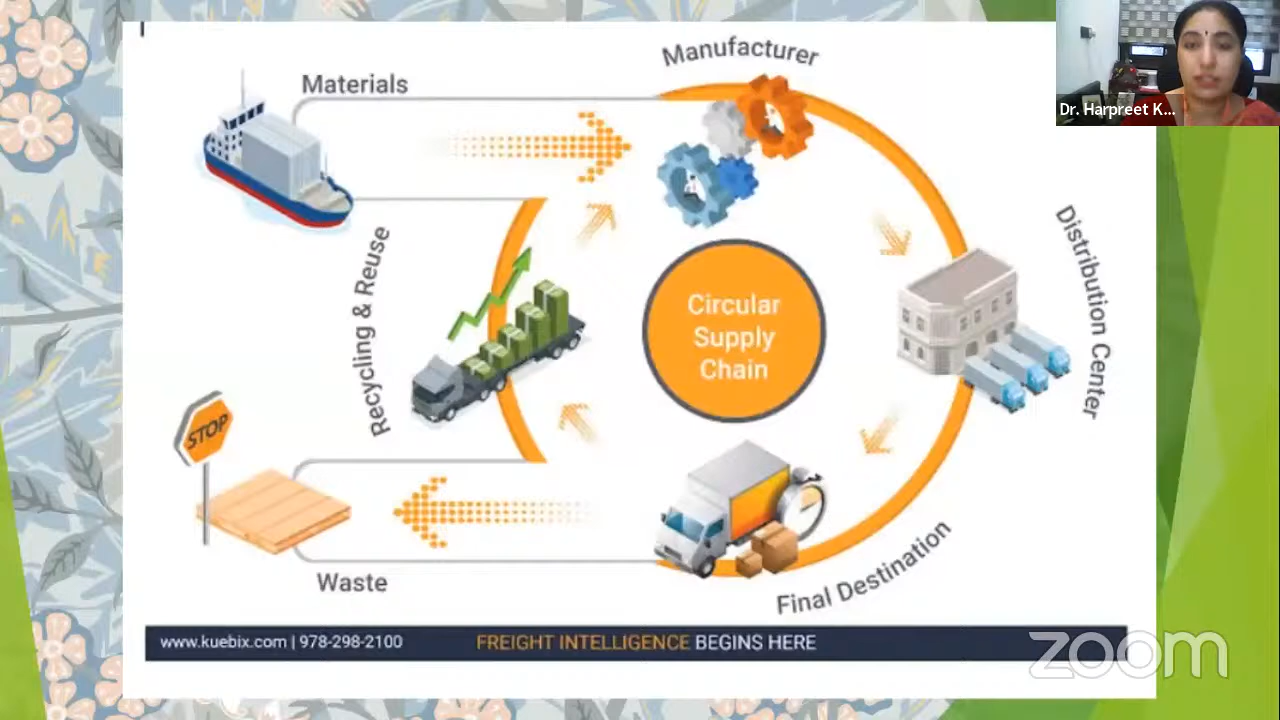 Materials
Manufacturer
Dr. Harpreet K...
Distribution Center
Recycling & Reuse
Circular
Supply
Chain
STOP
Final Destination
Waste
www.kuebix.com | 978-298-2100
FREIGHT INTELLIGENCE BEGINS HERE
zoom